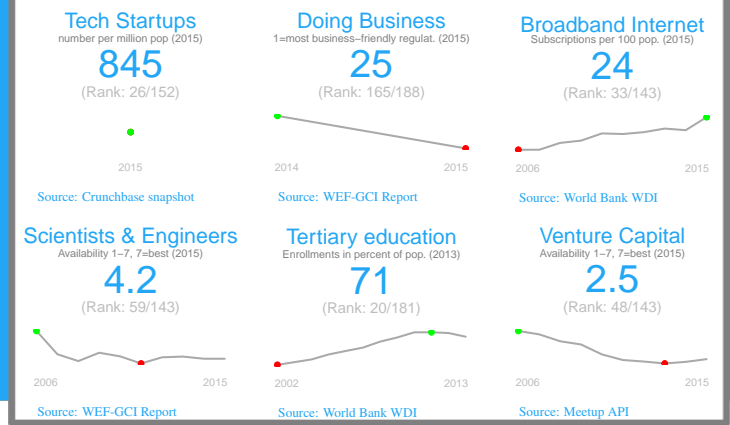 Tech Startups
number per million pop (2015)
845
(Rank: 26/152)
2015
Source: Crunchbase snapshot
Doing Business
1=most business−friendly regulat. (2015)
25
(Rank: 165/188)
2014
2015
Source: WEF-GCI Report
Broadband Internet
Subscriptions per 100 pop. (2015)
24
(Rank: 33/143)
2006
2015
Source: World Bank WDI
Scientists & Engineers
Availability 1−7, 7=best (2015)
4.2
(Rank: 59/143)
2006
2015
Source: WEF-GCI Report
Tertiary education
Enrollments in percent of pop. (2013)
71
(Rank: 20/181)
2002
2013
Source: World Bank WDI
Venture Capital
Availability 1−7, 7=best (2015)
2.5
(Rank: 48/143)
2006
2015
Source: Meetup API